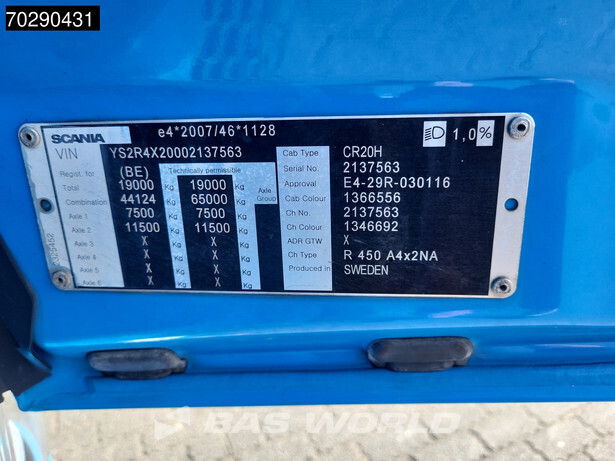 70290431
SCANIA e4*2007/46*1128 1,0%
VIN YS2R4X20002137563 Cab Type CR20H
Regist. for (BE) Technically permissible Serial No. 2137563
Total 19000 Kg 19000 Kg Axle Group Approval E4-29R-030116
Combination 44124 Kg 65000 Kg Cab Colour 1366556
Axle 1 7500 Kg 7500 Kg Ch No. 2137563
Axle 2 11500 Kg 11500 Kg Ch Colour 1346692
Axle 3 X Kg X Kg ADR GTW X
Axle 4 X Kg X Kg Ch Type R 450 A4x2NA
Axle 5 X Kg X Kg Produced in SWEDEN
Axle 6 X Kg X Kg
BAS WORLD